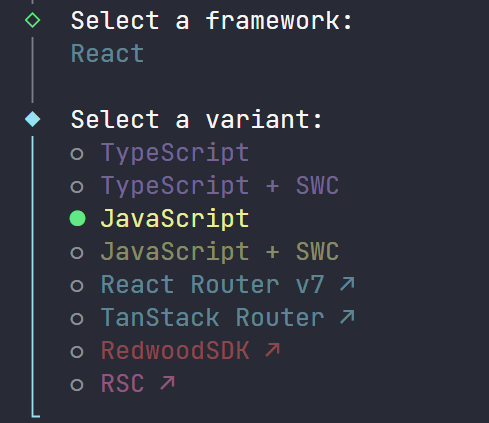 Select a framework:
React
Select a variant:
TypeScript
TypeScript + SWC
JavaScript
JavaScript + SWC
React Router v7 ↗
TanStack Router ↗
RedwoodSDK ↗
RSC ↗